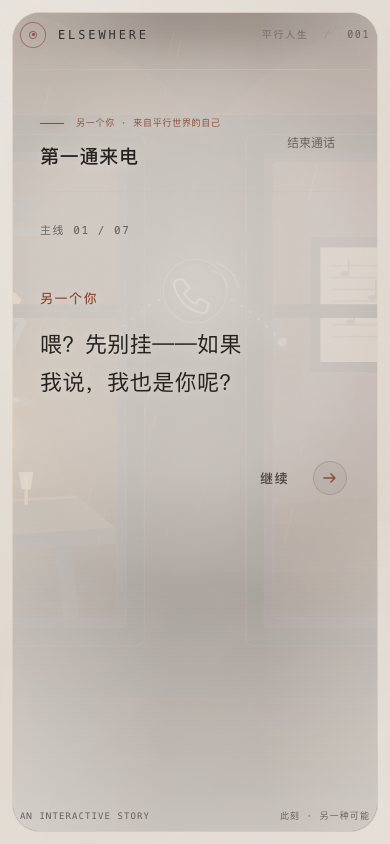 ELSEWHERE
平行人生 / 001
另一个你 · 来自平行世界的自己
第一通来电
结束通话
主线 01 / 07
另一个你
喂？先别挂——如果
我说，我也是你呢？
继续
AN INTERACTIVE STORY
此刻 · 另一种可能